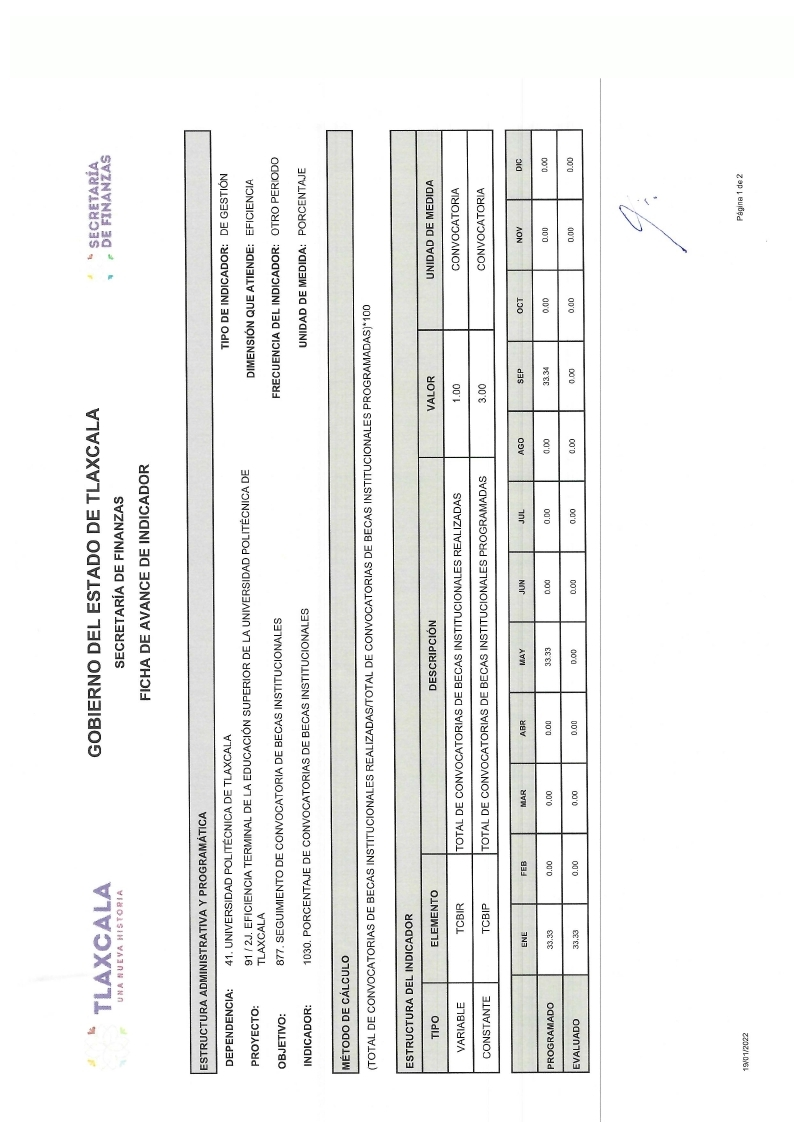 TLAXCALA
UNA NUEVA HISTORIA
GOBIERNO DEL ESTADO DE TLAXCALA
SECRETARÍA DE FINANZAS
FICHA DE AVANCE DE INDICADOR
SECRETARÍA
DE FINANZAS
ESTRUCTURA ADMINISTRATIVA Y PROGRAMÁTICA
DEPENDENCIA: 41. UNIVERSIDAD POLITÉCNICA DE TLAXCALA TIPO DE INDICADOR: DE GESTIÓN
PROYECTO: 91 / 2J. EFICIENCIA TERMINAL DE LA EDUCACIÓN SUPERIOR DE LA UNIVERSIDAD POLITÉCNICA DE DIMENSIÓN QUE ATIENDE: EFICIENCIA
TLAXCALA
OBJETIVO: 877. SEGUIMIENTO DE CONVOCATORIA DE BECAS INSTITUCIONALES FRECUENCIA DEL INDICADOR: OTRO PERIODO
INDICADOR: 1030. PORCENTAJE DE CONVOCATORIAS DE BECAS INSTITUCIONALES UNIDAD DE MEDIDA: PORCENTAJE
MÉTODO DE CÁLCULO
(TOTAL DE CONVOCATORIAS DE BECAS INSTITUCIONALES REALIZADAS/TOTAL DE CONVOCATORIAS DE BECAS INSTITUCIONALES PROGRAMADAS)*100
ESTRUCTURA DEL INDICADOR
TIPO ELEMENTO DESCRIPCIÓN VALOR UNIDAD DE MEDIDA
VARIABLE TCBIR TOTAL DE CONVOCATORIAS DE BECAS INSTITUCIONALES REALIZADAS 1.00 CONVOCATORIA
CONSTANTE TCBIP TOTAL DE CONVOCATORIAS DE BECAS INSTITUCIONALES PROGRAMADAS 3.00 CONVOCATORIA
ENE FEB MAR ABR MAY JUN JUL AGO SEP OCT NOV DIC
PROGRAMADO 33.33 0.00 0.00 0.00 33.33 0.00 0.00 0.00 33.34 0.00 0.00 0.00
EVALUADO 33.33 0.00 0.00 0.00 0.00 0.00 0.00 0.00 0.00 0.00 0.00 0.00
19/01/2022 Página 1 de 2